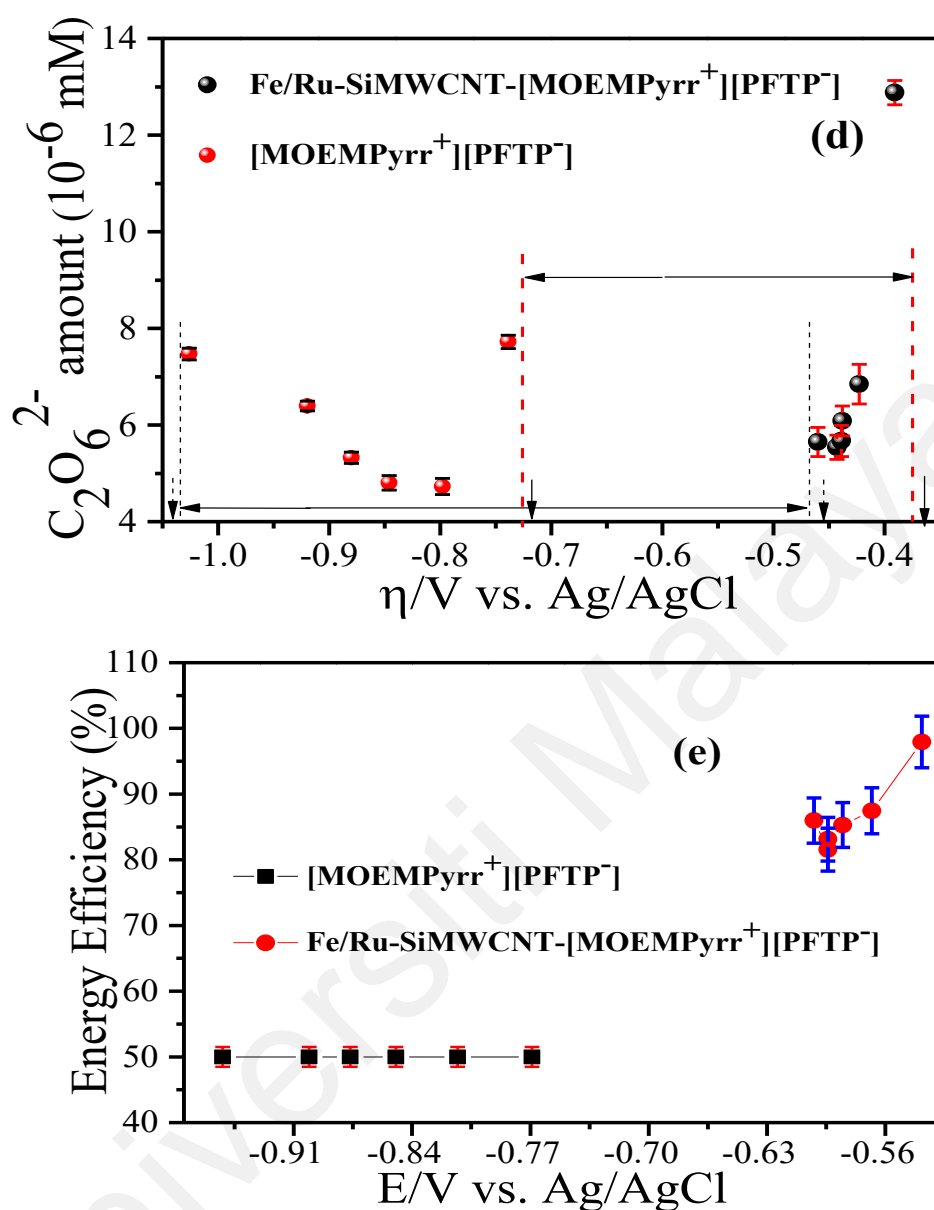 14
12
10
8
6
4
C₂O₆²⁻ amount (10⁻⁶ mM)
Fe/Ru-SiMWCNT-[MOEMPyrr⁺][PFTP⁻]
[MOEMPyrr⁺][PFTP⁻]
(d)
-1.0 -0.9 -0.8 -0.7 -0.6 -0.5 -0.4
η/V vs. Ag/AgCl
110
100
90
80
70
60
50
40
Energy Efficiency (%)
(e)
[MOEMPyrr⁺][PFTP⁻]
Fe/Ru-SiMWCNT-[MOEMPyrr⁺][PFTP⁻]
-0.91 -0.84 -0.77 -0.70 -0.63 -0.56
E/V vs. Ag/AgCl
niversiti Malaya